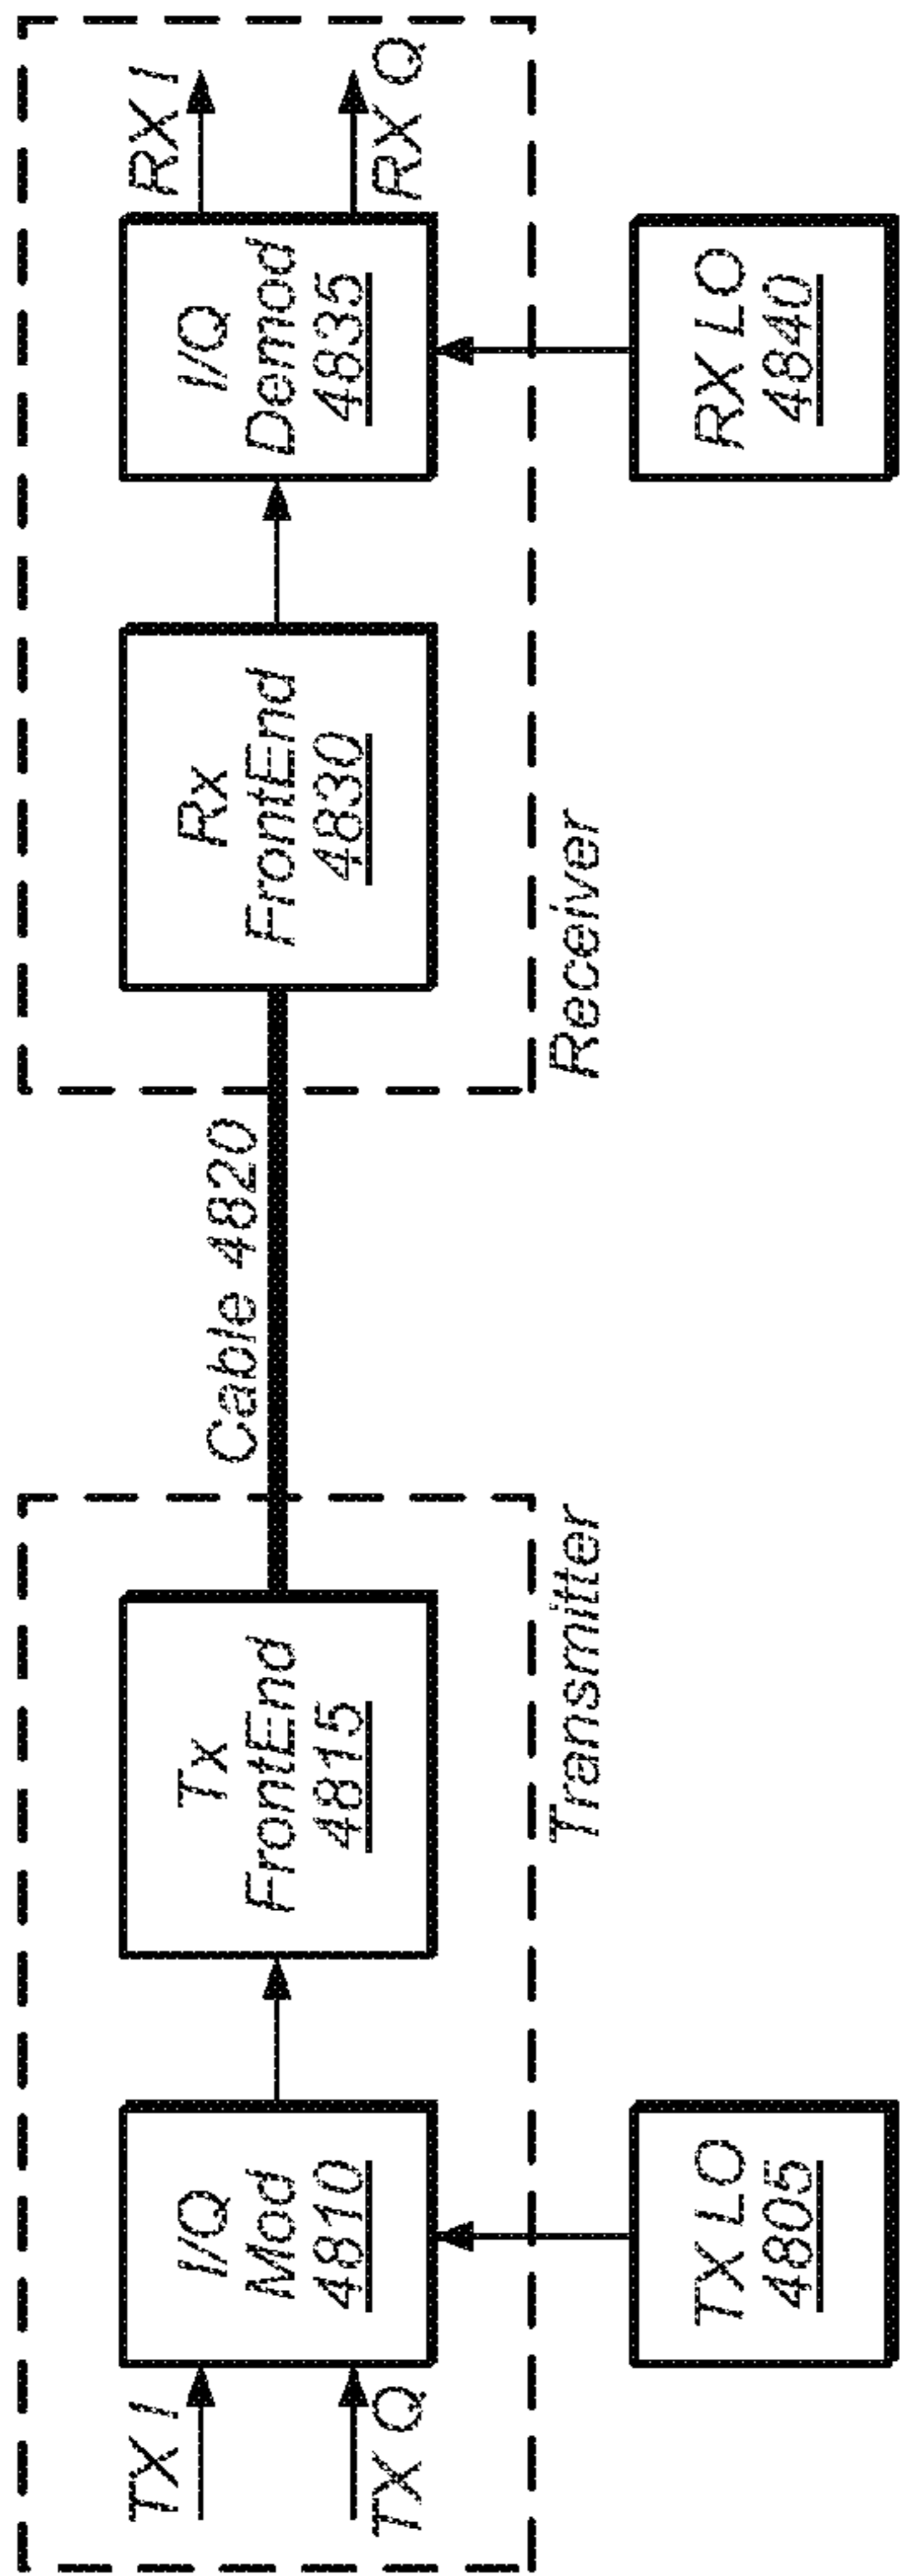 TX I
TX Q
I/Q
Mod
4810
TX LO
4805
Tx
FrontEnd
4815
Transmitter
Cable 4820
Rx
FrontEnd
4830
Receiver
I/Q
Demod
4835
RX LO
4840
RX I
RX Q